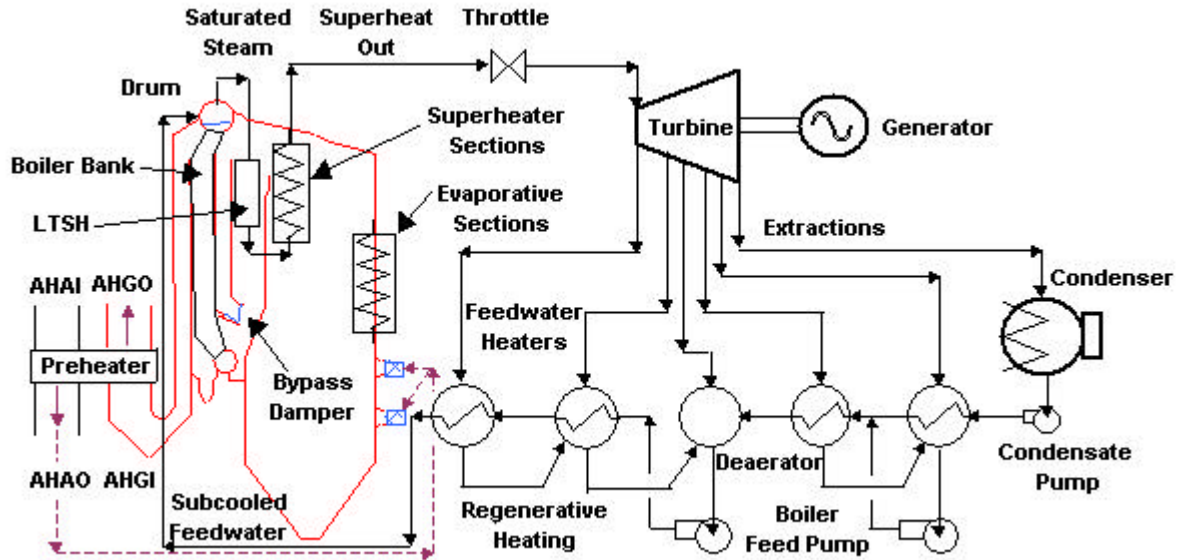 Saturated
Steam
Superheat
Out
Throttle
Drum
Superheater
Sections
Turbine
Generator
Boiler Bank
LTSH
Evaporative
Sections
Extractions
Condenser
AHAI
AHGO
Feedwater
Heaters
Preheater
Bypass
Damper
Deaerator
Condensate
Pump
AHAO
AHGI
Subcooled
Feedwater
Regenerative
Heating
Boiler
Feed Pump